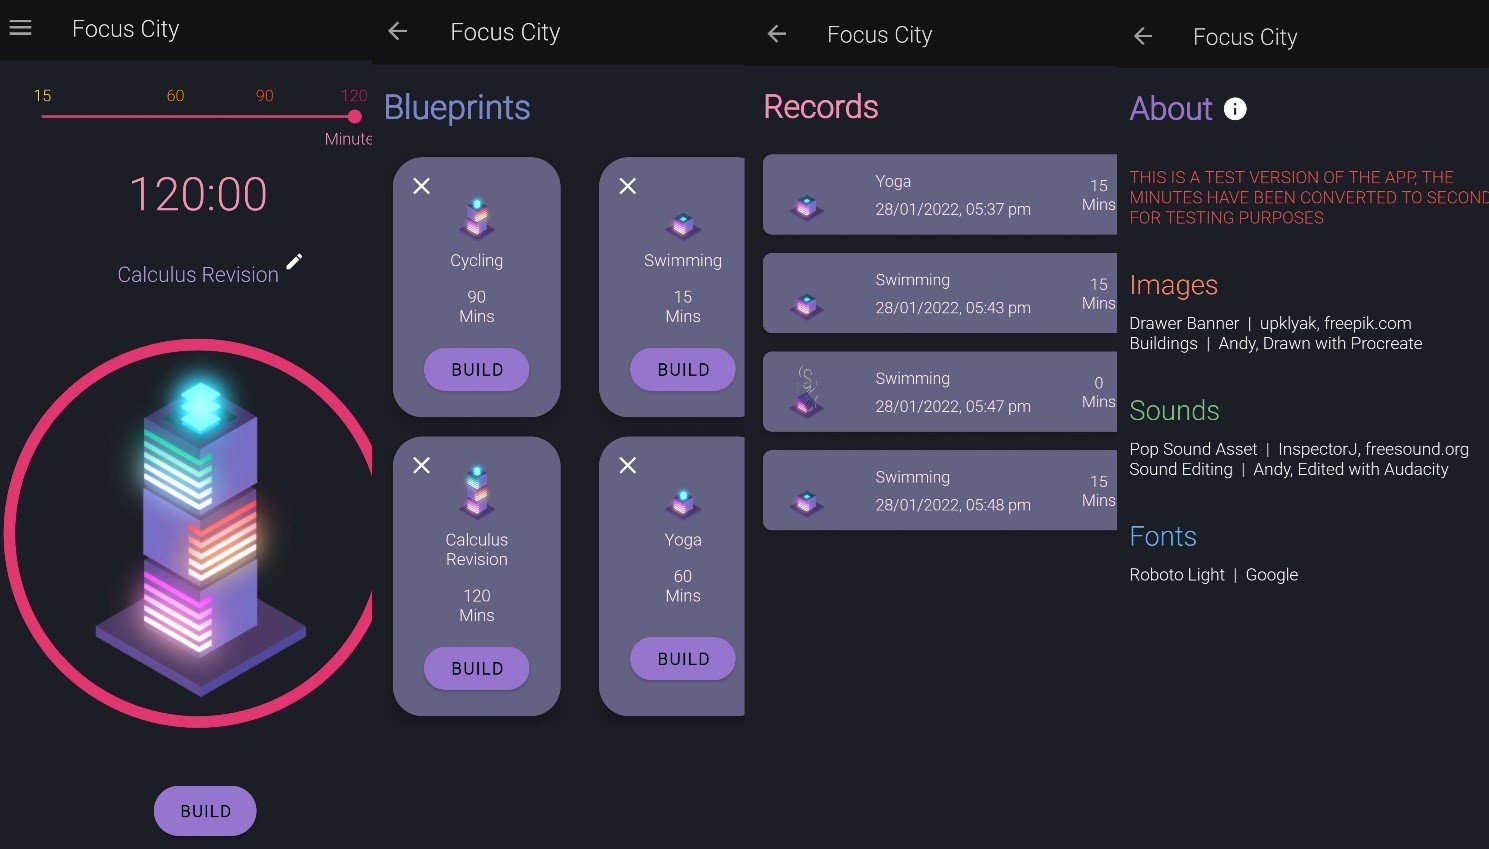 Focus City
15 60 90 120
Minute
120:00
Calculus Revision
BUILD
Focus City
Blueprints
Cycling
90
Mins
BUILD
Swimming
15
Mins
BUILD
Calculus
Revision
120
Mins
BUILD
Yoga
60
Mins
BUILD
Focus City
Records
Yoga
28/01/2022, 05:37 pm
15
Mins
Swimming
28/01/2022, 05:43 pm
15
Mins
Swimming
28/01/2022, 05:47 pm
0
Mins
Swimming
28/01/2022, 05:48 pm
15
Mins
Focus City
About
THIS IS A TEST VERSION OF THE APP, THE
MINUTES HAVE BEEN CONVERTED TO SECOND
FOR TESTING PURPOSES
Images
Drawer Banner | upklyak, freepik.com
Buildings | Andy, Drawn with Procreate
Sounds
Pop Sound Asset | InspectorJ, freesound.org
Sound Editing | Andy, Edited with Audacity
Fonts
Roboto Light | Google